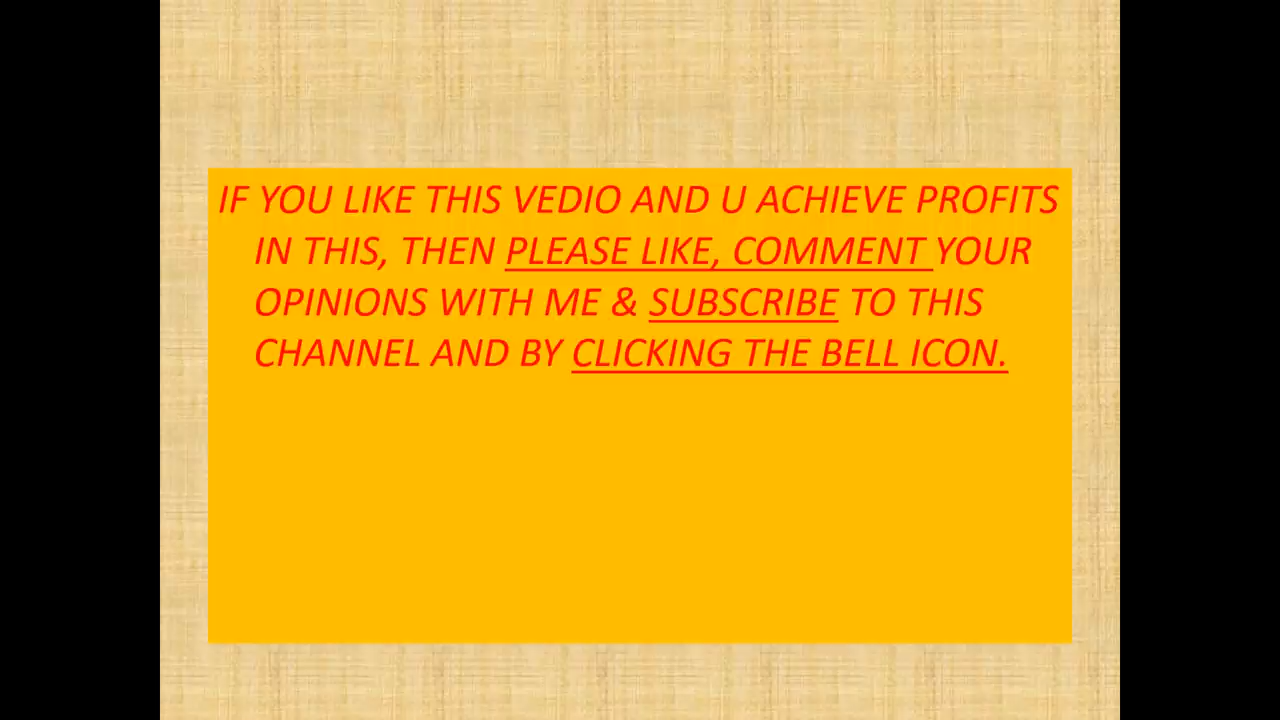 IF YOU LIKE THIS VEDIO AND U ACHIEVE PROFITS
IN THIS, THEN PLEASE LIKE, COMMENT YOUR
OPINIONS WITH ME & SUBSCRIBE TO THIS
CHANNEL AND BY CLICKING THE BELL ICON.